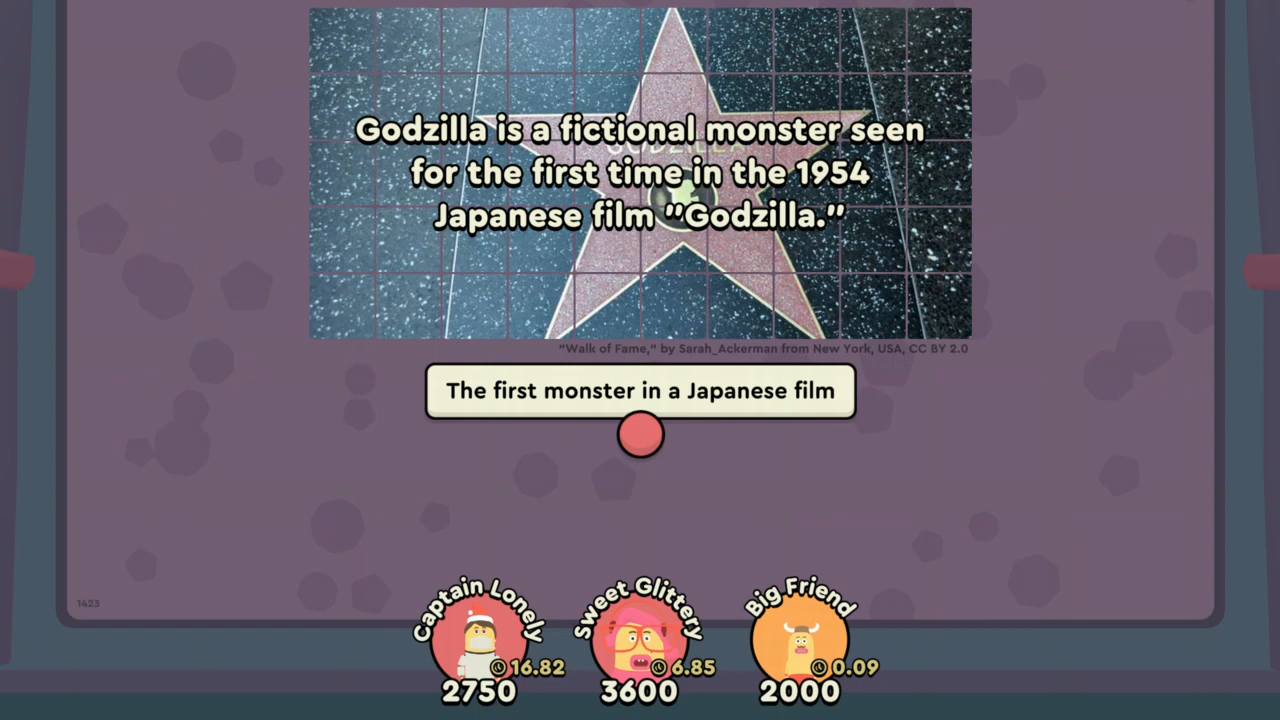 GODZILLA
Godzilla is a fictional monster seen
for the first time in the 1954
Japanese film "Godzilla."
"Walk of Fame," by Sarah_Ackerman from New York, USA, CC BY 2.0
The first monster in a Japanese film
1423
Captain Lonely
16.82
2750
Sweet Glittery
6.85
3600
Big Friend
0.09
2000